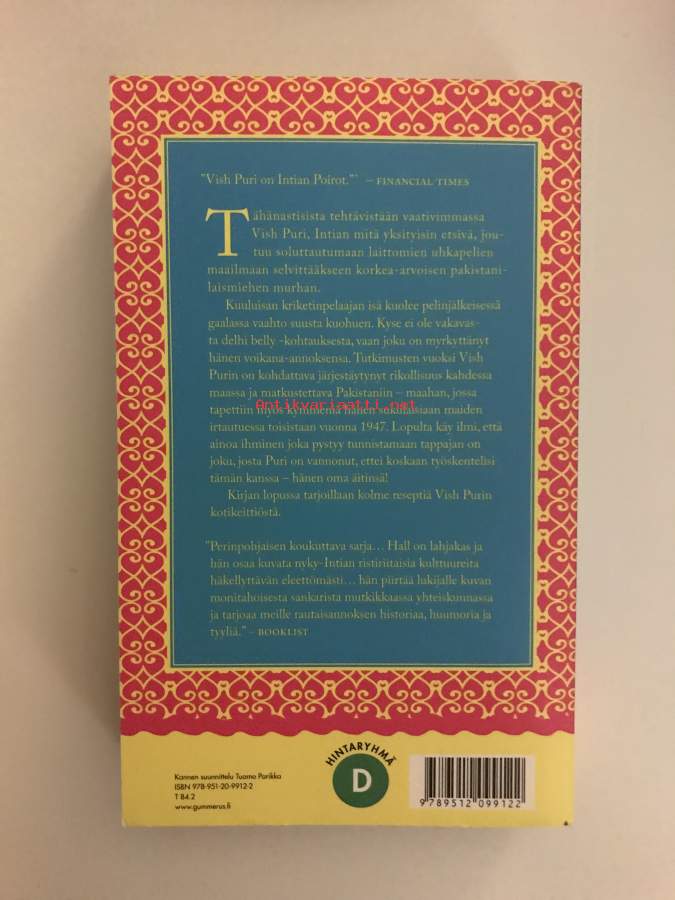 "Vish Puri on Intian Poirot." – FINANCIAL TIMES
Tähänastisista tehtävistään vaativimmassa
Vish Puri, Intian mitä yksityisin etsivä, jou-
tuu soluttautumaan laittomien uhkapelien
maailmaan selvittääkseen korkea-arvoisen pakistani-
laismiehen murhan.
Kuuluisan kriketinpelaajan isä kuolee pelinjälkeisessä
gaalassa vaahto suusta kuohuen. Kyse ei ole vakavas-
ta delhi belly -kohtauksesta, vaan joku on myrkyttänyt
hänen voikana-annoksensa. Tutkimusten vuoksi Vish
Purin on kohdattava järjestäytynyt rikollisuus kahdessa
maassa ja matkustettava Pakistaniin – maahan, jossa
Antikvariaatti.net
tapettiin myös kymmeniä hänen sukulaisiaan maiden
irtautuessa toisistaan vuonna 1947. Lopulta käy ilmi, että
ainoa ihminen joka pystyy tunnistamaan tappajan on
joku, josta Puri on vannonut, ettei koskaan työskentelisi
tämän kanssa – hänen oma äitinsä!
Kirjan lopussa tarjoillaan kolme reseptiä Vish Purin
kotikeittiöstä.
"Perinpohjaisen koukuttava sarja… Hall on lahjakas ja
hän osaa kuvata nyky-Intian ristiriitaisia kulttuureita
häkellyttävän eleettömästi… hän piirtää lukijalle kuvan
monitahoisesta sankarista mutkikkaassa yhteiskunnassa
ja tarjoaa meille rautaisannoksen historiaa, huumoria ja
tyyliä." – BOOKLIST
HINTARYHMÄ
D
Kannen suunnittelu Tuomo Parikka
ISBN 978-951-20-9912-2
T 84.2
www.gummerus.fi
9 789512 099122